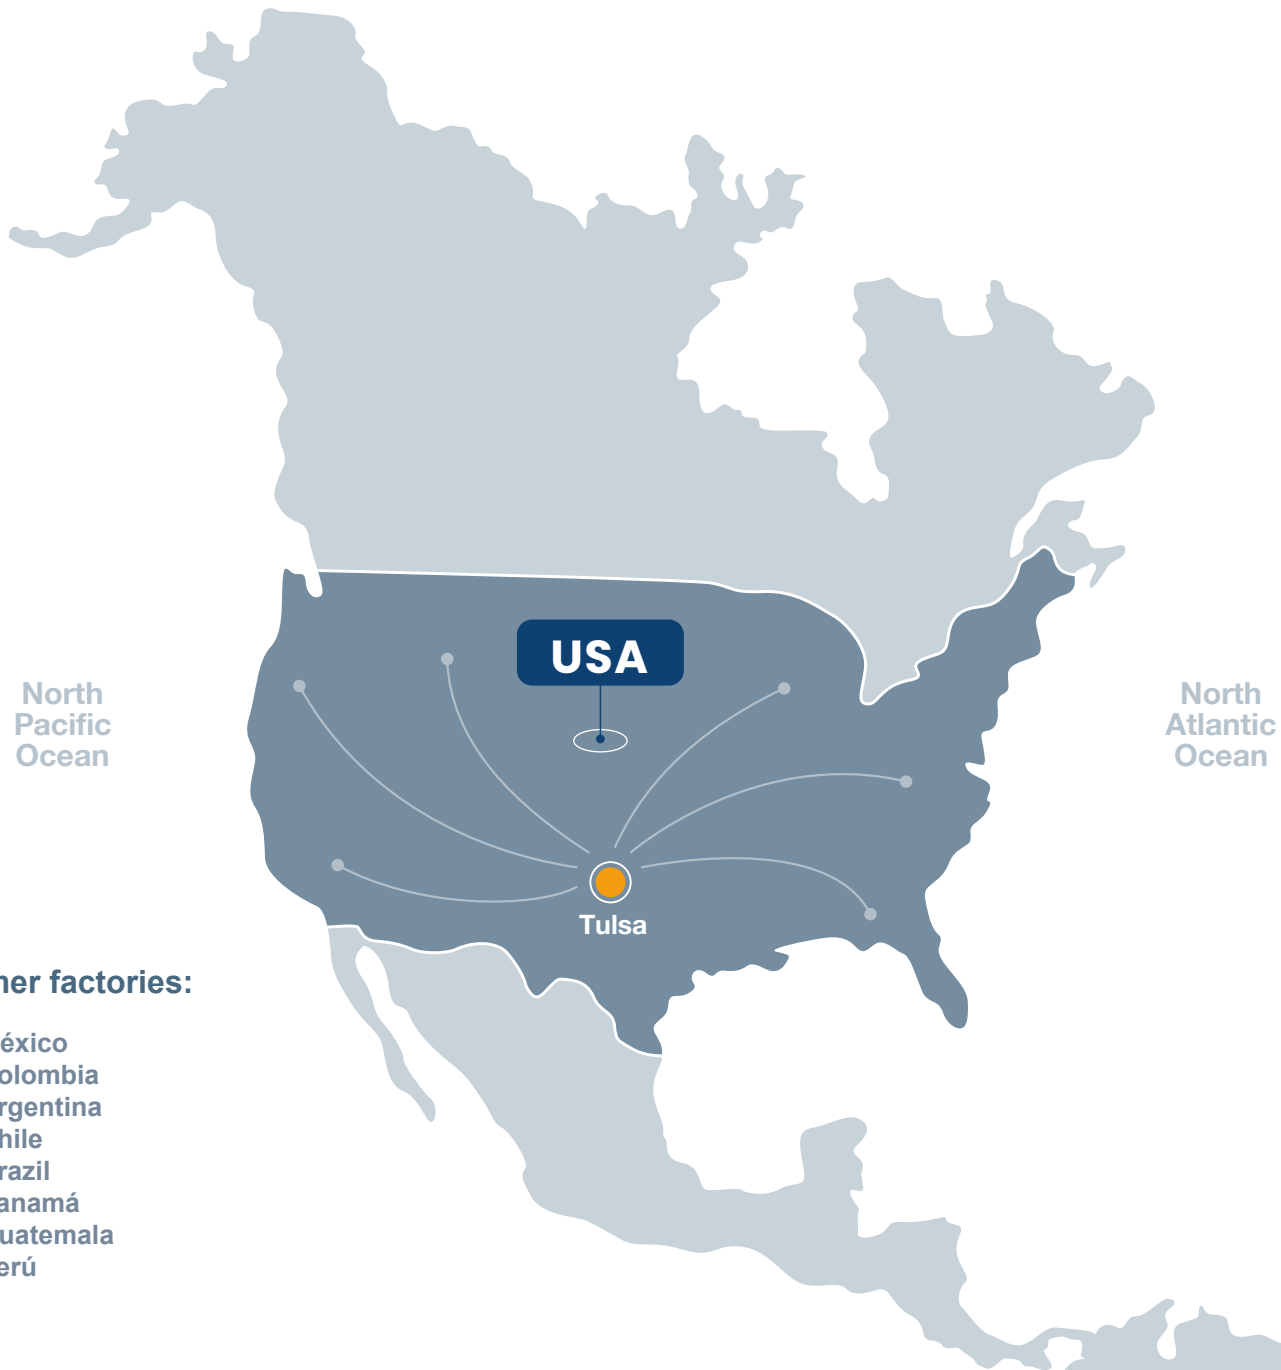 USA
North
Pacific
Ocean
North
Atlantic
Ocean
Tulsa
her factories:
éxico
olombia
rgentina
hile
razil
anamá
uatemala
erú